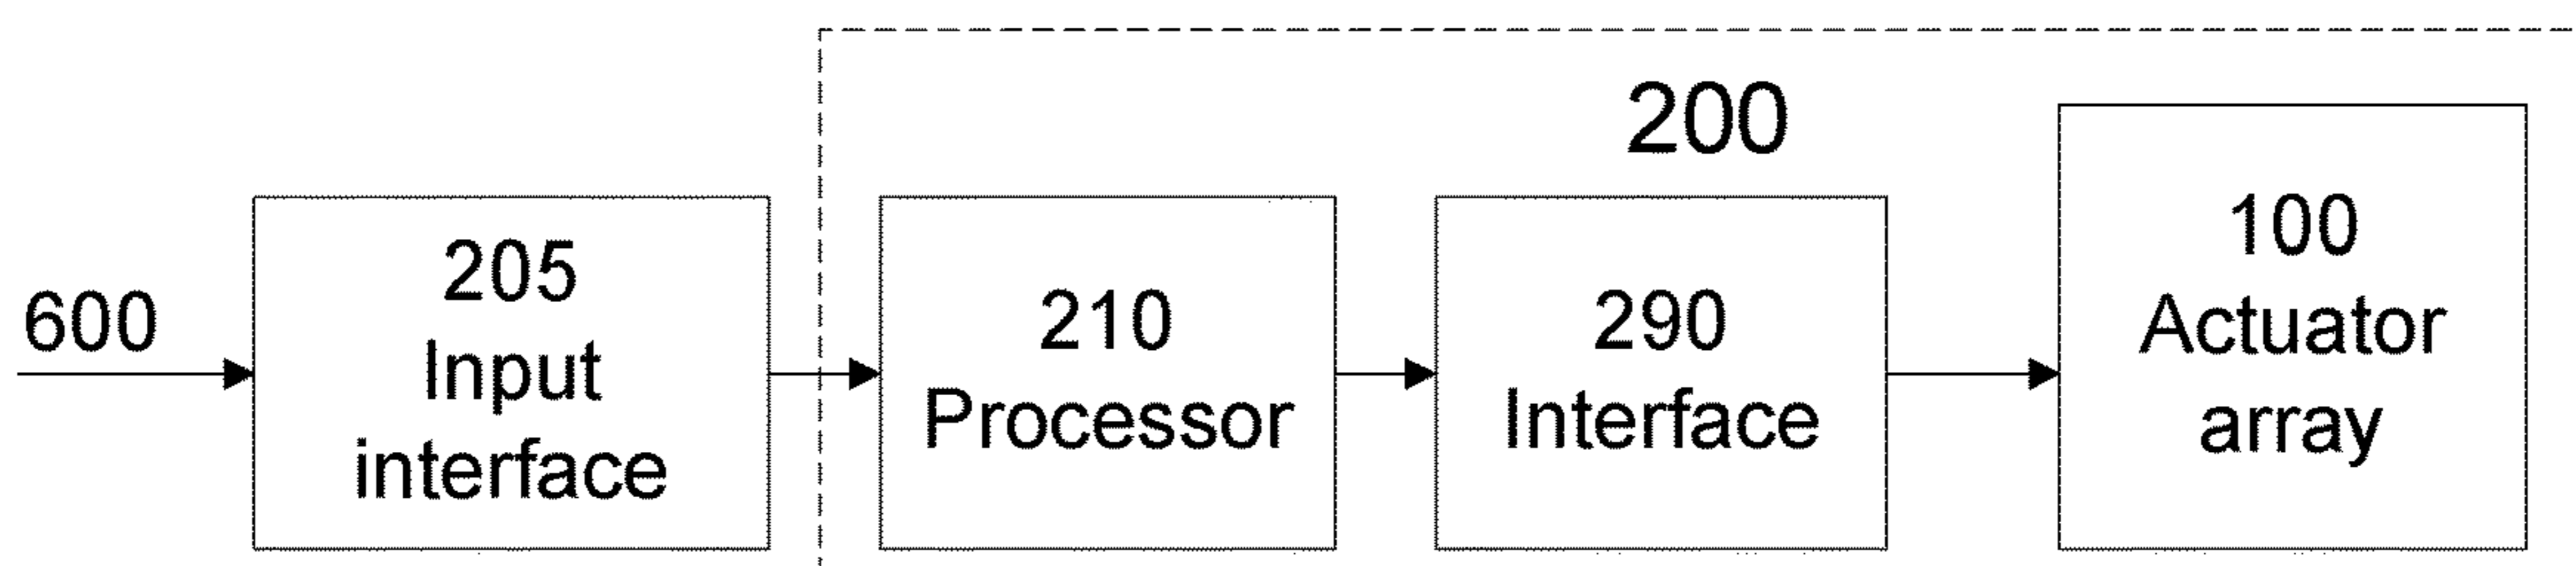 200
600
205
Input
interface
210
Processor
290
Interface
100
Actuator
array